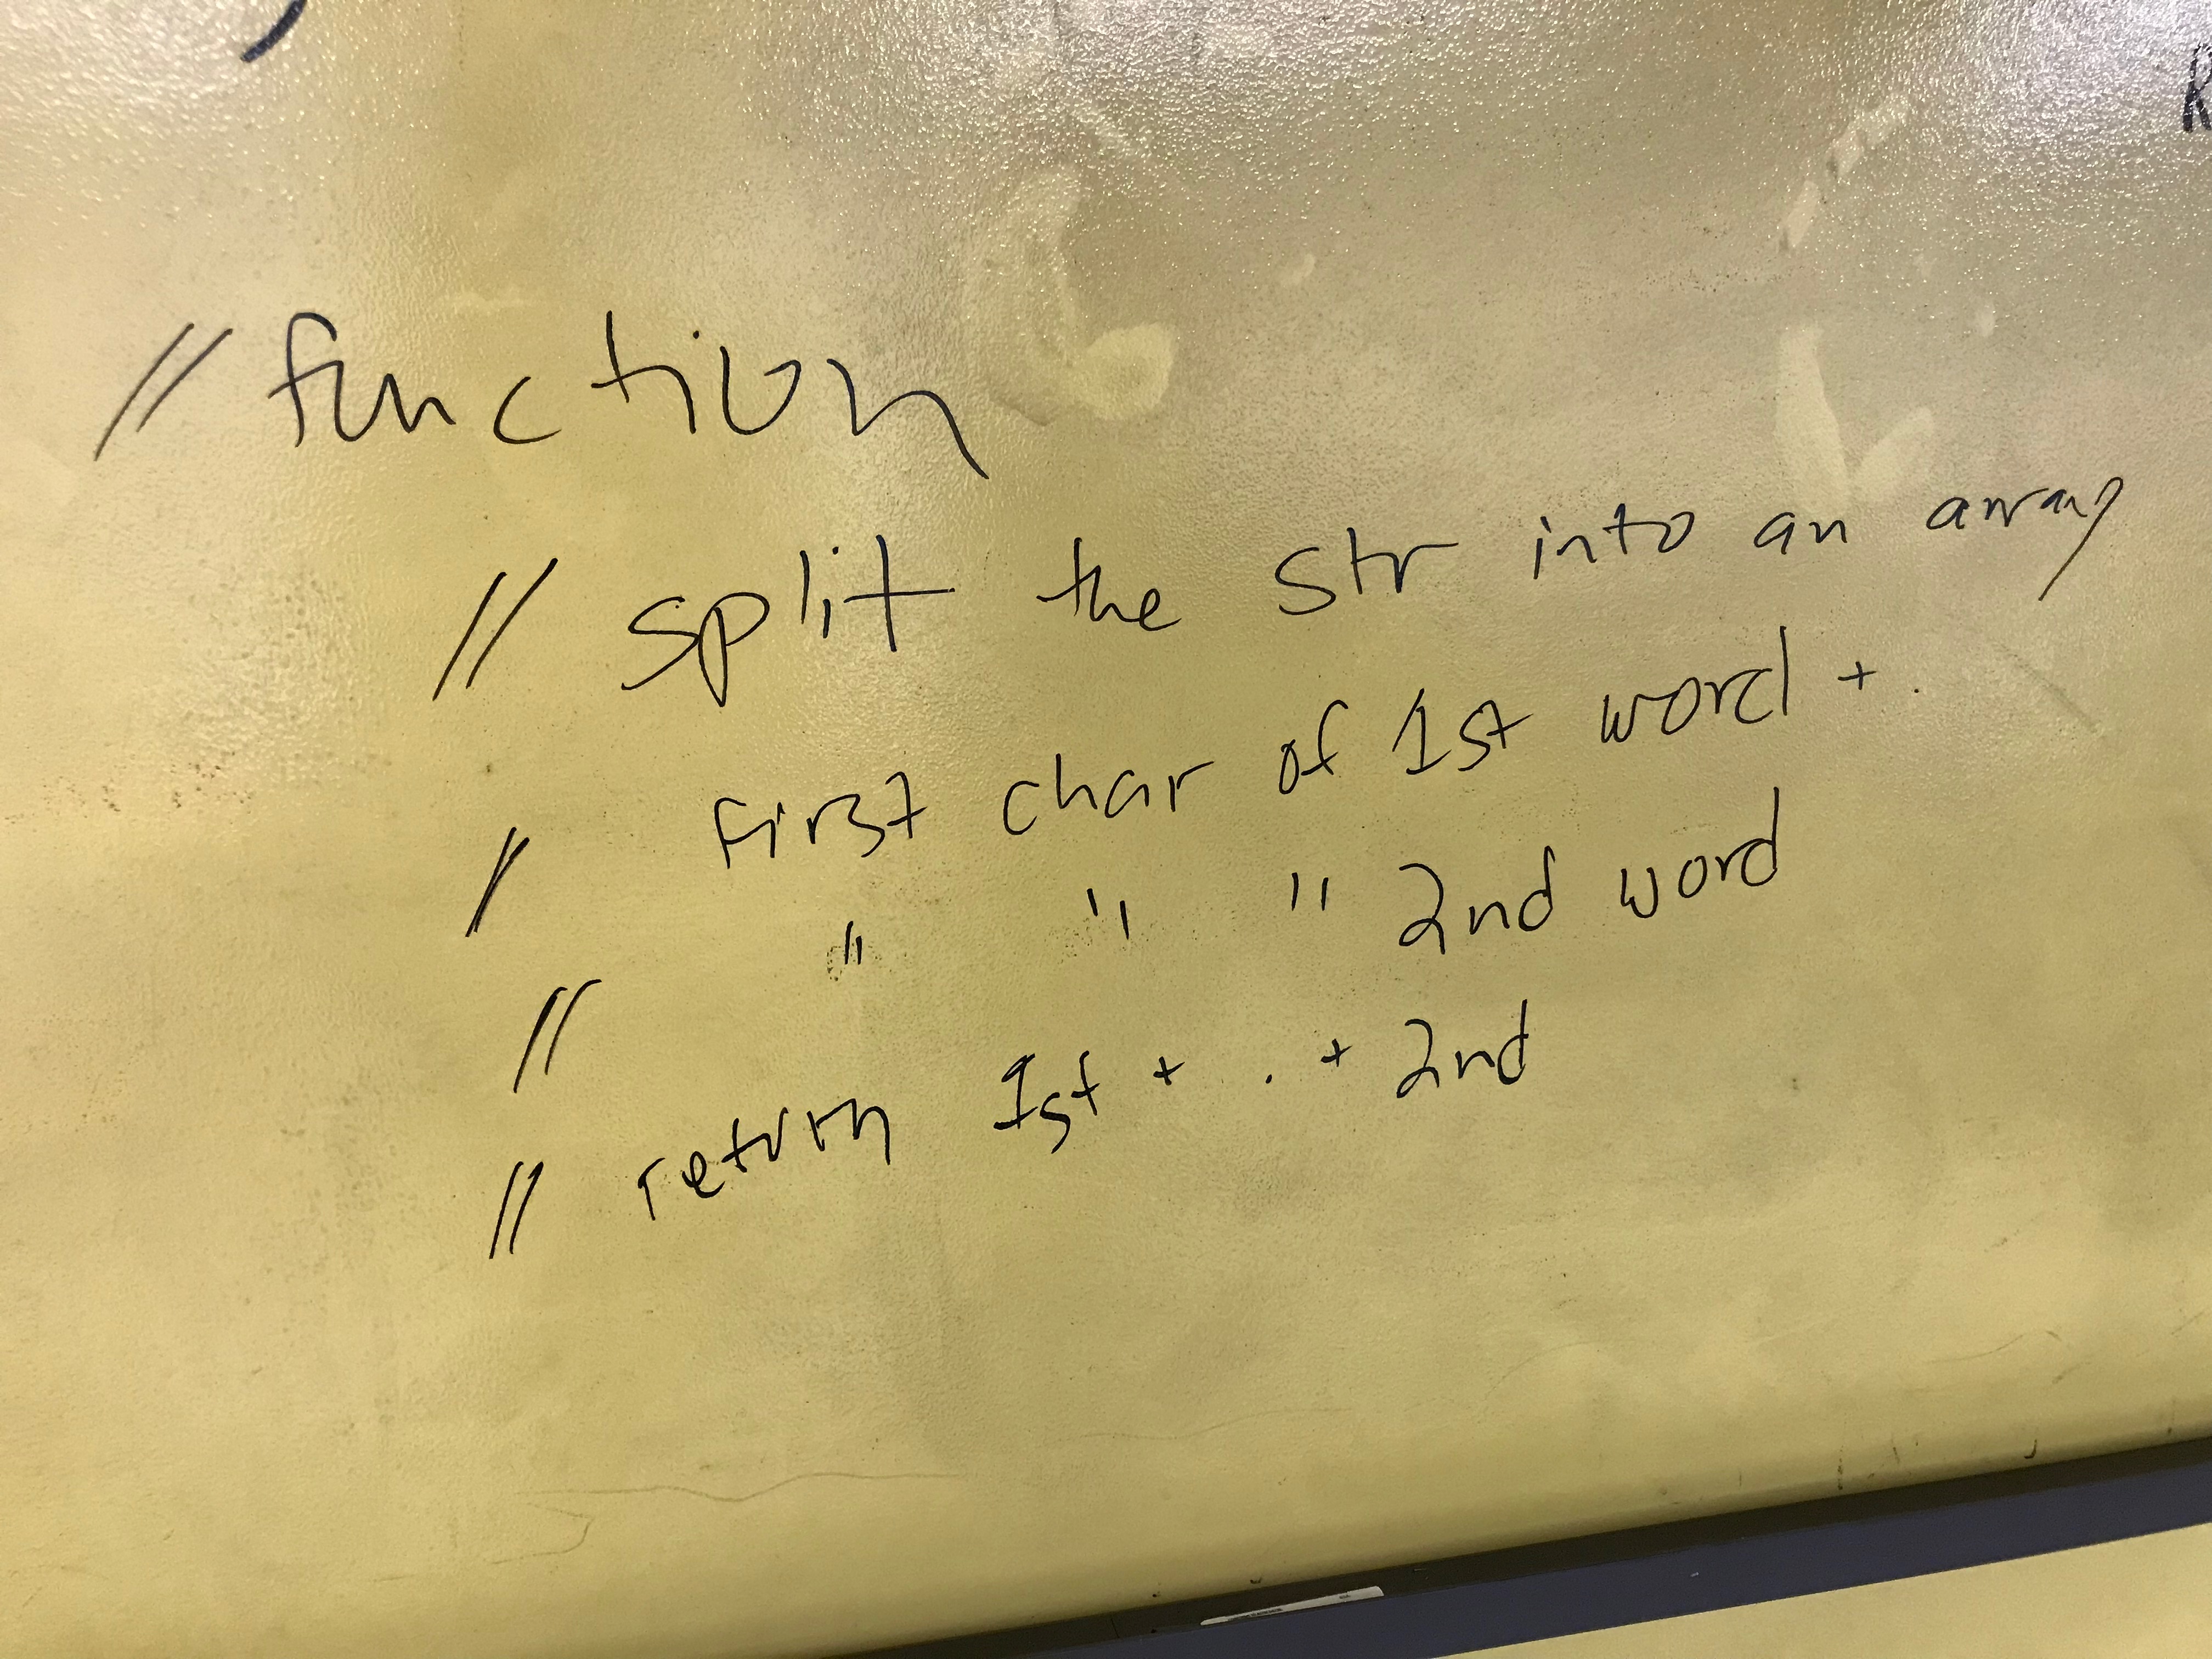 R
// function
// split the str into an array
// first char of 1st word + .
// " " " 2nd word
// return 1st + . + 2nd